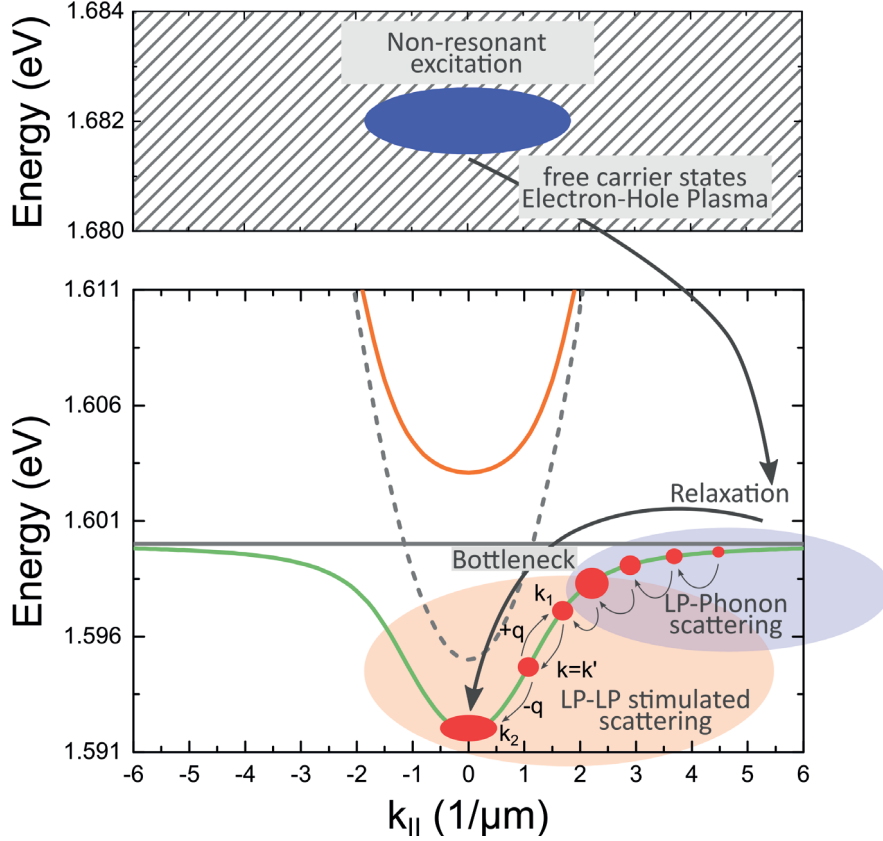 1.684
1.682
1.680
Energy (eV)
Non-resonant
excitation
free carrier states
Electron-Hole Plasma
1.611
1.606
1.601
1.596
1.591
Energy (eV)
Relaxation
Bottleneck
LP-Phonon
scattering
k₁
+q
k=k'
-q
k₂
LP-LP stimulated
scattering
-6 -5 -4 -3 -2 -1 0 1 2 3 4 5 6
k_{||} (1/µm)